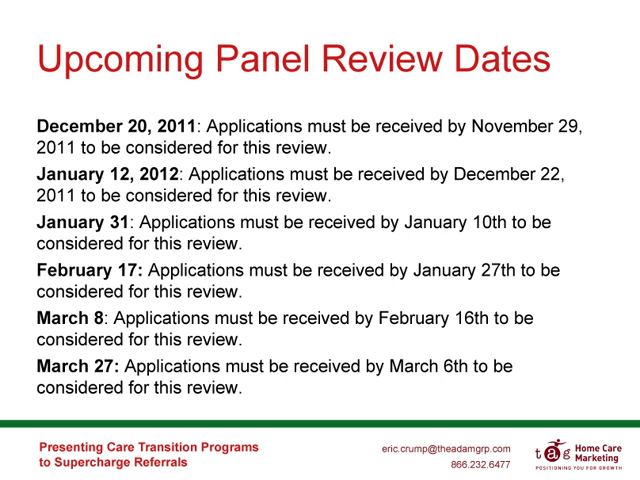 Upcoming Panel Review Dates
December 20, 2011: Applications must be received by November 29,
2011 to be considered for this review.
January 12, 2012: Applications must be received by December 22,
2011 to be considered for this review.
January 31: Applications must be received by January 10th to be
considered for this review.
February 17: Applications must be received by January 27th to be
considered for this review.
March 8: Applications must be received by February 16th to be
considered for this review.
March 27: Applications must be received by March 6th to be
considered for this review.
Presenting Care Transition Programs
to Supercharge Referrals
eric.crump@theadamgrp.com
866.232.6477
tag Home Care
Marketing
POSITIONING YOU FOR GROWTH